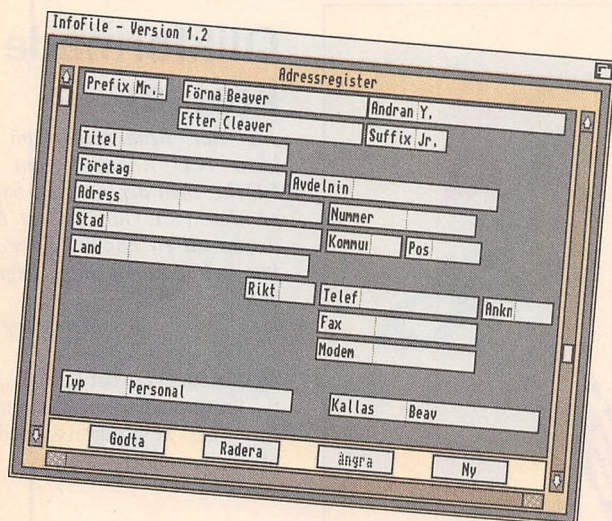 InfoFile - Version 1.2
Adressregister
Prefix Mr. Förna Beaver Andran Y.
Efter Cleaver Suffix Jr.
Titel
Företag Avdelnin
Adress Nummer
Stad Kommun Pos
Land
Rikt Telef Ankn
Fax
Modem
Typ Personal Kallas Beav
Godta Radera ångra Ny